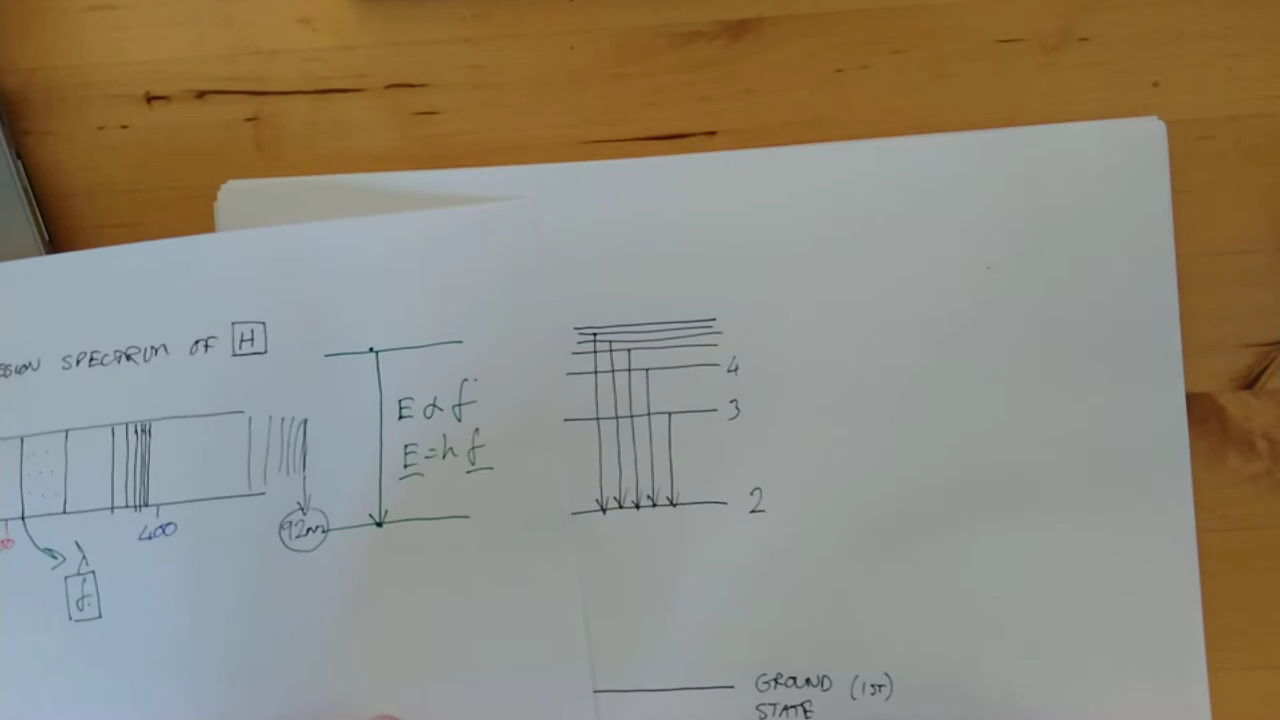 SPECTRUM OF H
400
λ
f
92nm
E α f
E = h f
4
3
2
GROUND (1ST)
STATE